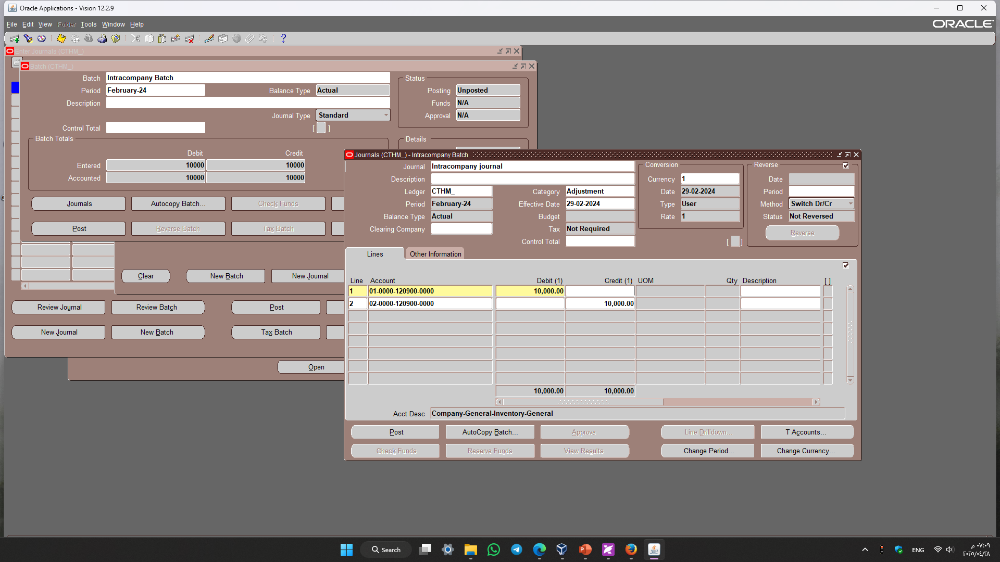 Oracle Applications - Vision 12.2.9
File Edit View Folder Tools Window Help
ORACLE
Enter Journals (CTHM_)
Batch (CTHM_)
Batch Intracompany Batch
Period February-24
Balance Type Actual
Description
Journal Type Standard
Control Total
[ ]
Status
Posting Unposted
Funds N/A
Approval N/A
Batch Totals
Debit Credit
Entered 10000 10000
Accounted 10000 10000
Details
Journals
Autocopy Batch...
Check Funds
Post
Reverse Batch
Tax Batch
Clear
New Batch
New Journal
Review Journal
Review Batch
Post
New Journal
New Batch
Tax Batch
Open
Journals (CTHM_) - Intracompany Batch
Journal Intracompany journal
Description
Ledger CTHM_
Category Adjustment
Period February-24
Effective Date 29-02-2024
Balance Type Actual
Budget
Clearing Company
Tax Not Required
Control Total
Conversion
Currency 1
Date 29-02-2024
Type User
Rate 1
[ ]
Reverse
Date
Period
Method Switch Dr/Cr
Status Not Reversed
Reverse
Lines
Other Information
Line Account Debit (1) Credit (1) UOM Qty Description [ ]
1 01-0000-120900-0000 10,000.00
2 02-0000-120900-0000 10,000.00
10,000.00 10,000.00
Acct Desc Company-General-Inventory-General
Post
AutoCopy Batch...
Approve
Line Drilldown...
T Accounts...
Check Funds
Reserve Funds
View Results
Change Period...
Change Currency...
Search
ENG
٠٧:٠٩ م
٢٠٢٥/٠٤/٢٨